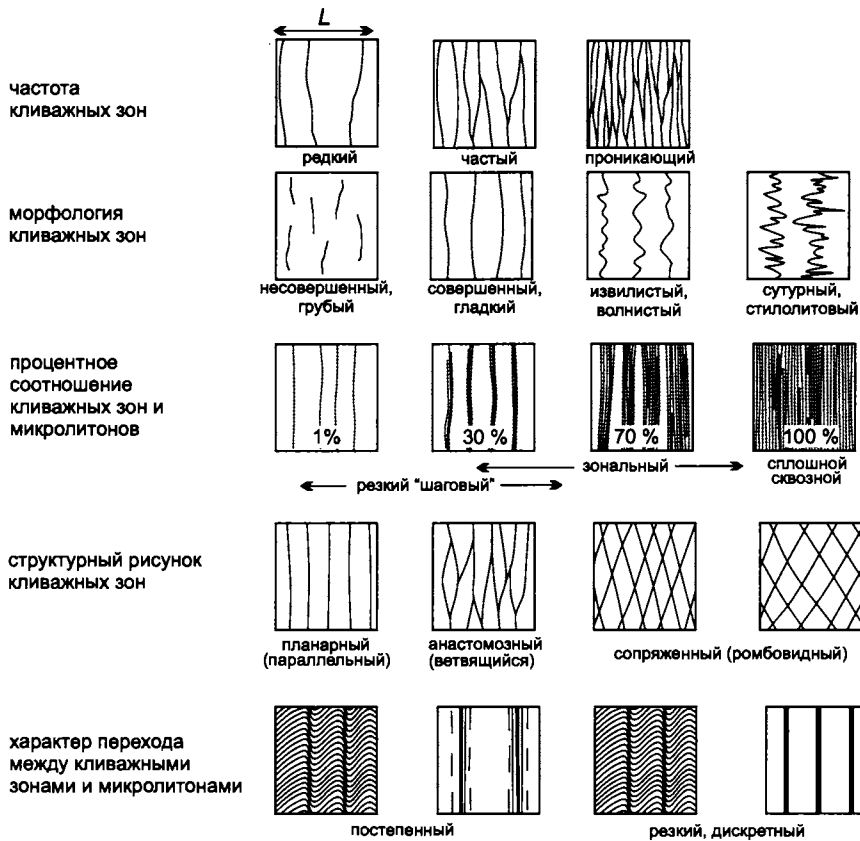 L
частота
кливажных зон
редкий
частый
проникающий
морфология
кливажных зон
несовершенный,
грубый
совершенный,
гладкий
извилистый,
волнистый
сутурный,
стилолитовый
процентное
соотношение
кливажных зон и
микролитонов
1%
30 %
70 %
100 %
зональный
сплошной
сквозной
резкий "шаговый"
структурный рисунок
кливажных зон
планарный
(параллельный)
анастомозный
(ветвящийся)
сопряженный (ромбовидный)
характер перехода
между кливажными
зонами и микролитонами
постепенный
резкий, дискретный